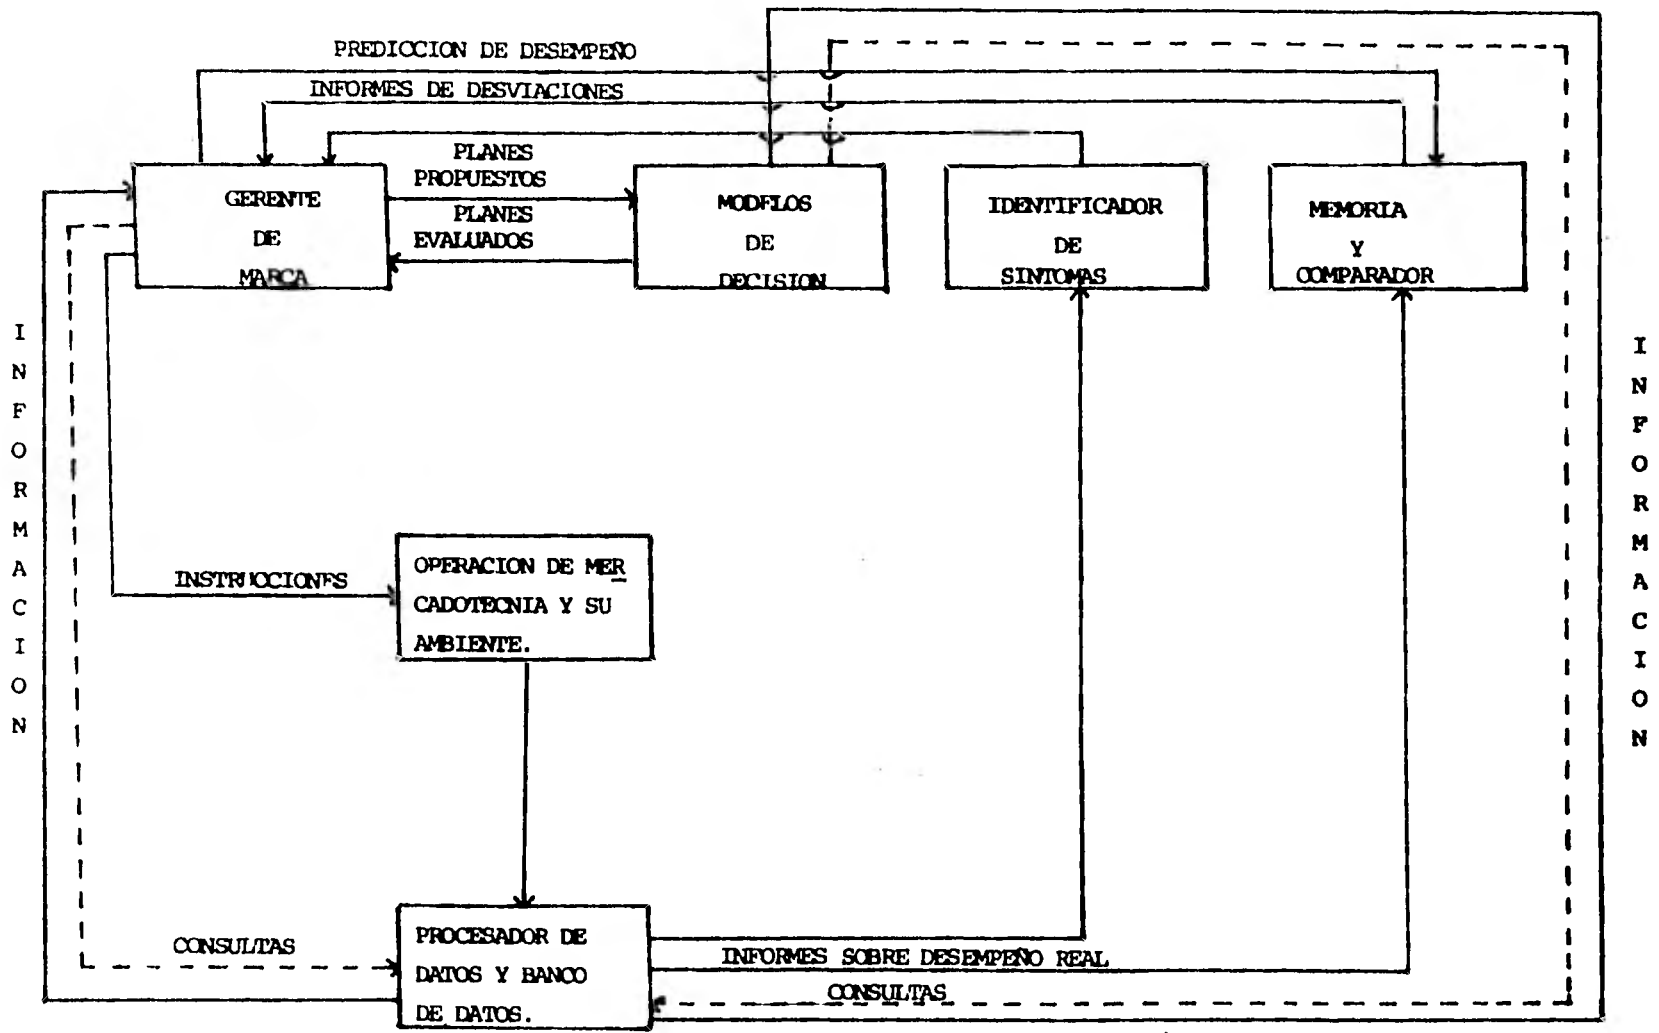 PREDICCION DE DESEMPEÑO
INFORMES DE DESVIACIONES
PLANES
PROPUESTOS
PLANES
EVALUADOS
GERENTE
DE
MARCA
MODELOS
DE
DECISION
IDENTIFICADOR
DE
SINTOMAS
MEMORIA
Y
COMPARADOR
INFORMACION
INFORMACION
INSTRUCCIONES
OPERACION DE MER
CADOTECNIA Y SU
AMBIENTE.
CONSULTAS
PROCESADOR DE
DATOS Y BANCO
DE DATOS.
INFORMES SOBRE DESEMPEÑO REAL
CONSULTAS